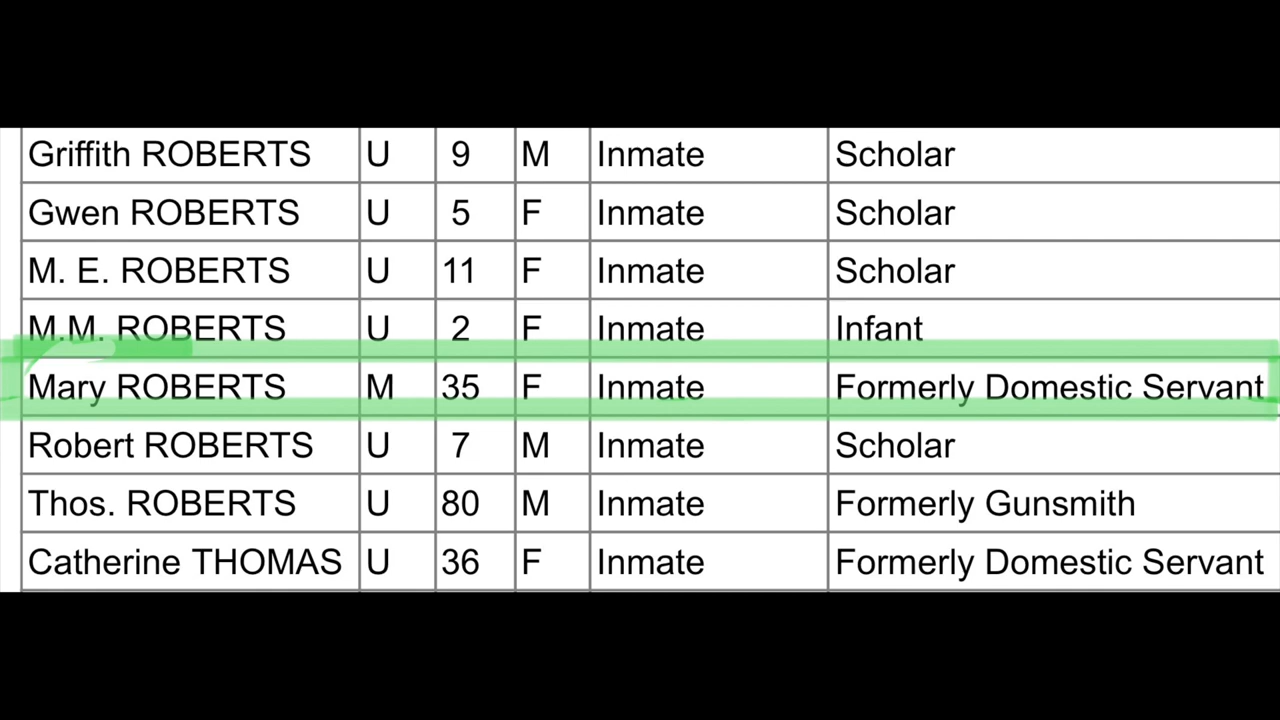 Griffith ROBERTS U 9 M Inmate Scholar
Gwen ROBERTS U 5 F Inmate Scholar
M. E. ROBERTS U 11 F Inmate Scholar
M.M. ROBERTS U 2 F Inmate Infant
Mary ROBERTS M 35 F Inmate Formerly Domestic Servant
Robert ROBERTS U 7 M Inmate Scholar
Thos. ROBERTS U 80 M Inmate Formerly Gunsmith
Catherine THOMAS U 36 F Inmate Formerly Domestic Servant